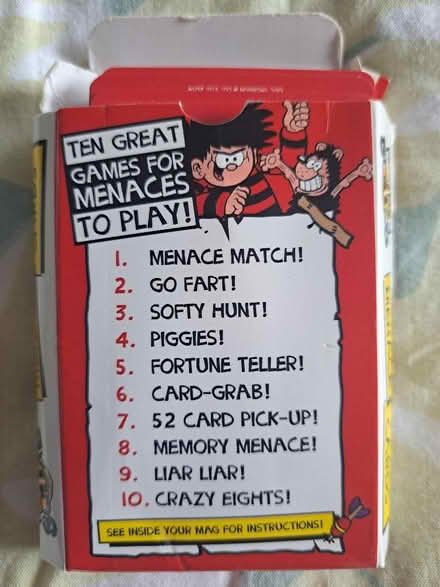 TEN GREAT
GAMES FOR
MENACES
TO PLAY!
1. MENACE MATCH!
2. GO FART!
3. SOFTY HUNT!
4. PIGGIES!
5. FORTUNE TELLER!
6. CARD-GRAB!
7. 52 CARD PICK-UP!
8. MEMORY MENACE!
9. LIAR LIAR!
10. CRAZY EIGHTS!
SEE INSIDE YOUR MAG FOR INSTRUCTIONS!